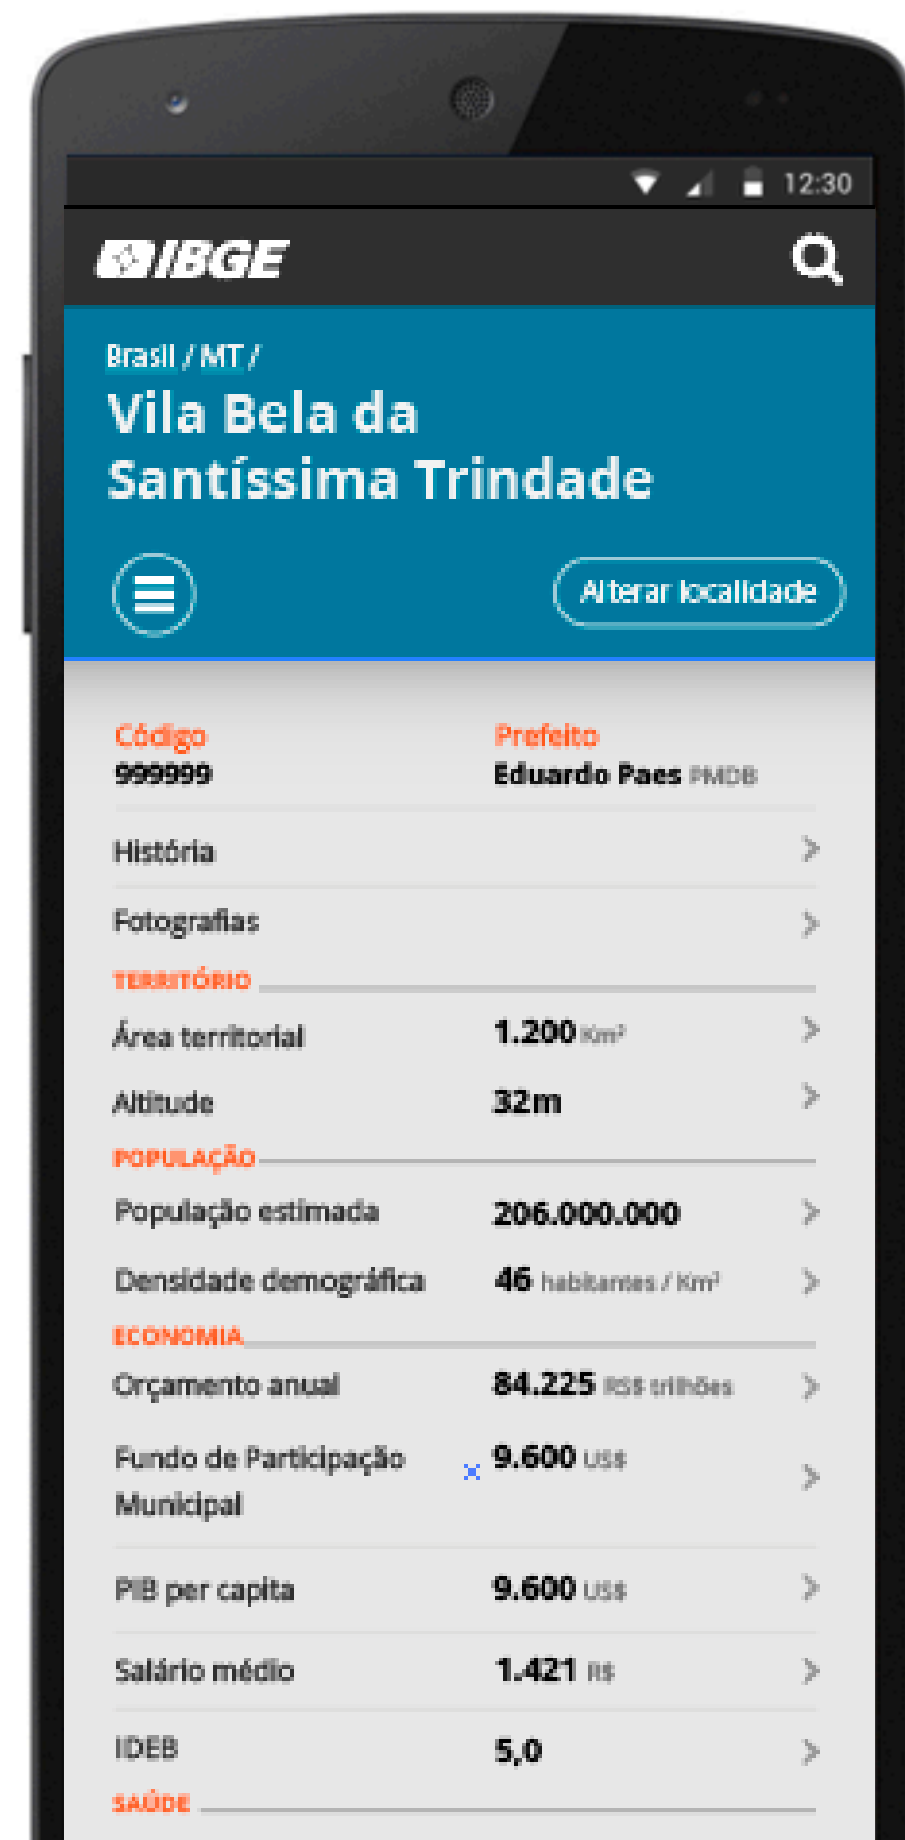 12:30
IBGE
Brasil / MT /
Vila Bela da
Santíssima Trindade
Alterar localidade
Código Prefeito
999999 Eduardo Paes PMDB
História
Fotografias
TERRITÓRIO
Área territorial 1.200 Km²
Altitude 32m
POPULAÇÃO
População estimada 206.000.000
Densidade demográfica 46 habitantes / Km²
ECONOMIA
Orçamento anual 84.225 RS$ trilhões
Fundo de Participação 9.600 US$
Municipal
PIB per capita 9.600 US$
Salário médio 1.421 R$
IDEB 5,0
SAÚDE